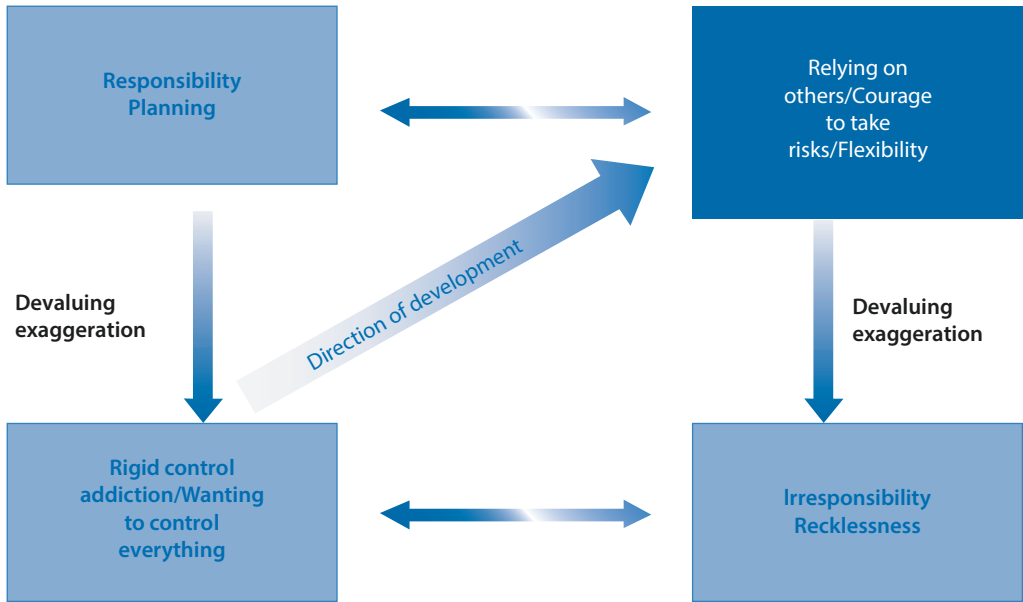 Responsibility
Planning
Relying on
others/Courage
to take
risks/Flexibility
Devaluing
exaggeration
Direction of development
Devaluing
exaggeration
Rigid control
addiction/Wanting
to control
everything
Irresponsibility
Recklessness